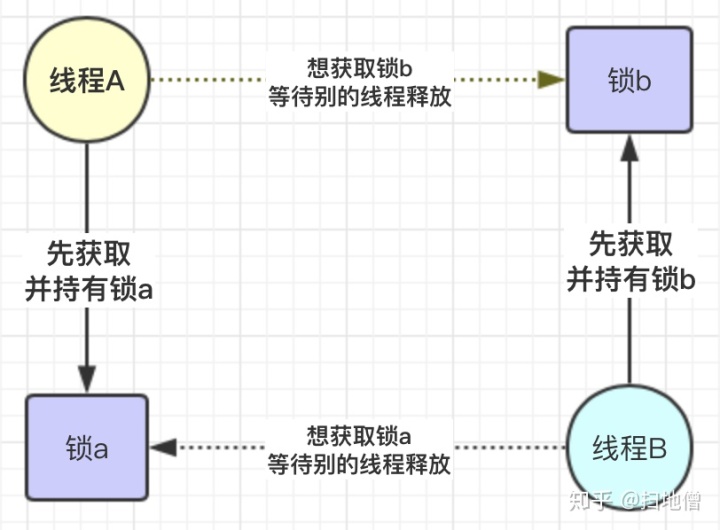 线程A
想获取锁b
等待别的线程释放
锁b
先获取
并持有锁a
先获取
并持有锁b
锁a
想获取锁a
等待别的线程释放
线程B
知乎 @扫地僧